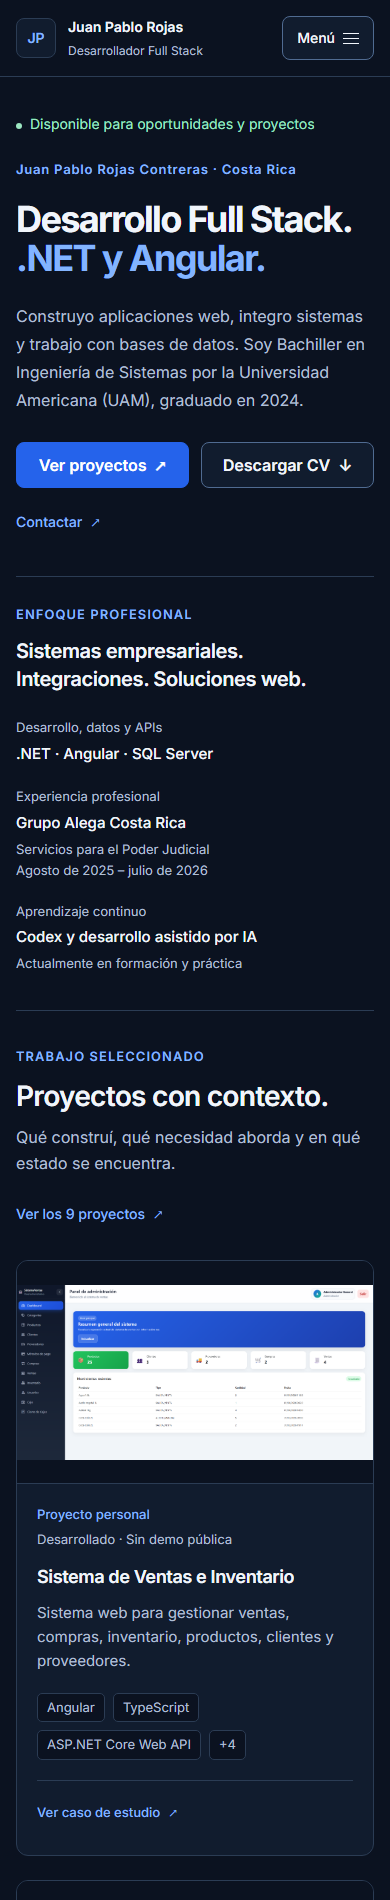 JP
Juan Pablo Rojas
Desarrollador Full Stack
Menú
Disponible para oportunidades y proyectos
Juan Pablo Rojas Contreras · Costa Rica
Desarrollo Full Stack.
.NET y Angular.
Construyo aplicaciones web, integro sistemas
y trabajo con bases de datos. Soy Bachiller en
Ingeniería de Sistemas por la Universidad
Americana (UAM), graduado en 2024.
Ver proyectos ↗
Descargar CV ↓
Contactar ↗
ENFOQUE PROFESIONAL
Sistemas empresariales.
Integraciones. Soluciones web.
Desarrollo, datos y APIs
.NET · Angular · SQL Server
Experiencia profesional
Grupo Alega Costa Rica
Servicios para el Poder Judicial
Agosto de 2025 – julio de 2026
Aprendizaje continuo
Codex y desarrollo asistido por IA
Actualmente en formación y práctica
TRABAJO SELECCIONADO
Proyectos con contexto.
Qué construí, qué necesidad aborda y en qué
estado se encuentra.
Ver los 9 proyectos ↗
Panel de administración
Resumen general del sistema
Proyecto personal
Desarrollado · Sin demo pública
Sistema de Ventas e Inventario
Sistema web para gestionar ventas,
compras, inventario, productos, clientes y
proveedores.
Angular
TypeScript
ASP.NET Core Web API
+4
Ver caso de estudio ↗